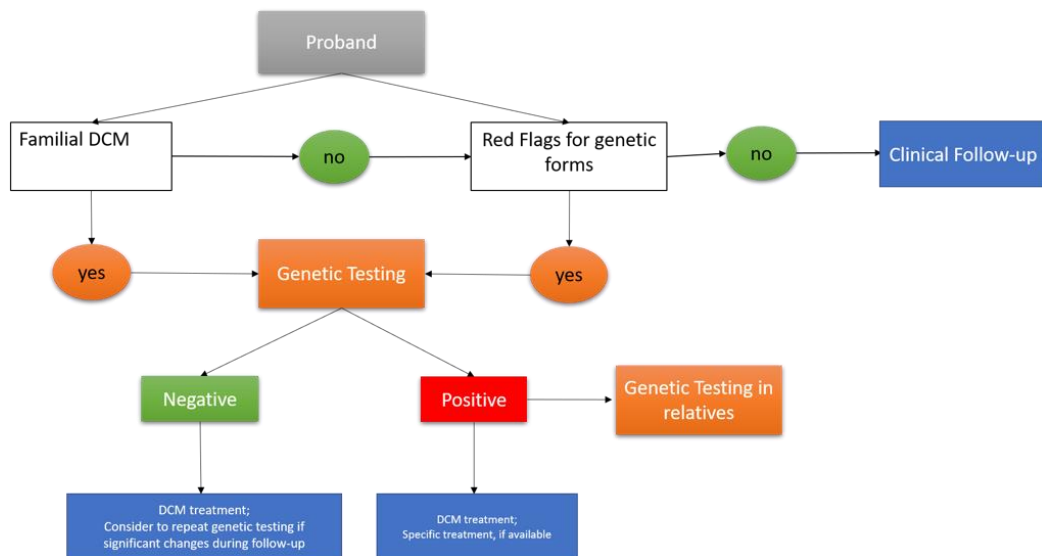 Proband
Familial DCM
no
Red Flags for genetic
forms
no
Clinical Follow-up
yes
Genetic Testing
yes
Negative
Positive
Genetic Testing in
relatives
DCM treatment;
Consider to repeat genetic testing if
significant changes during follow-up
DCM treatment;
Specific treatment, if available